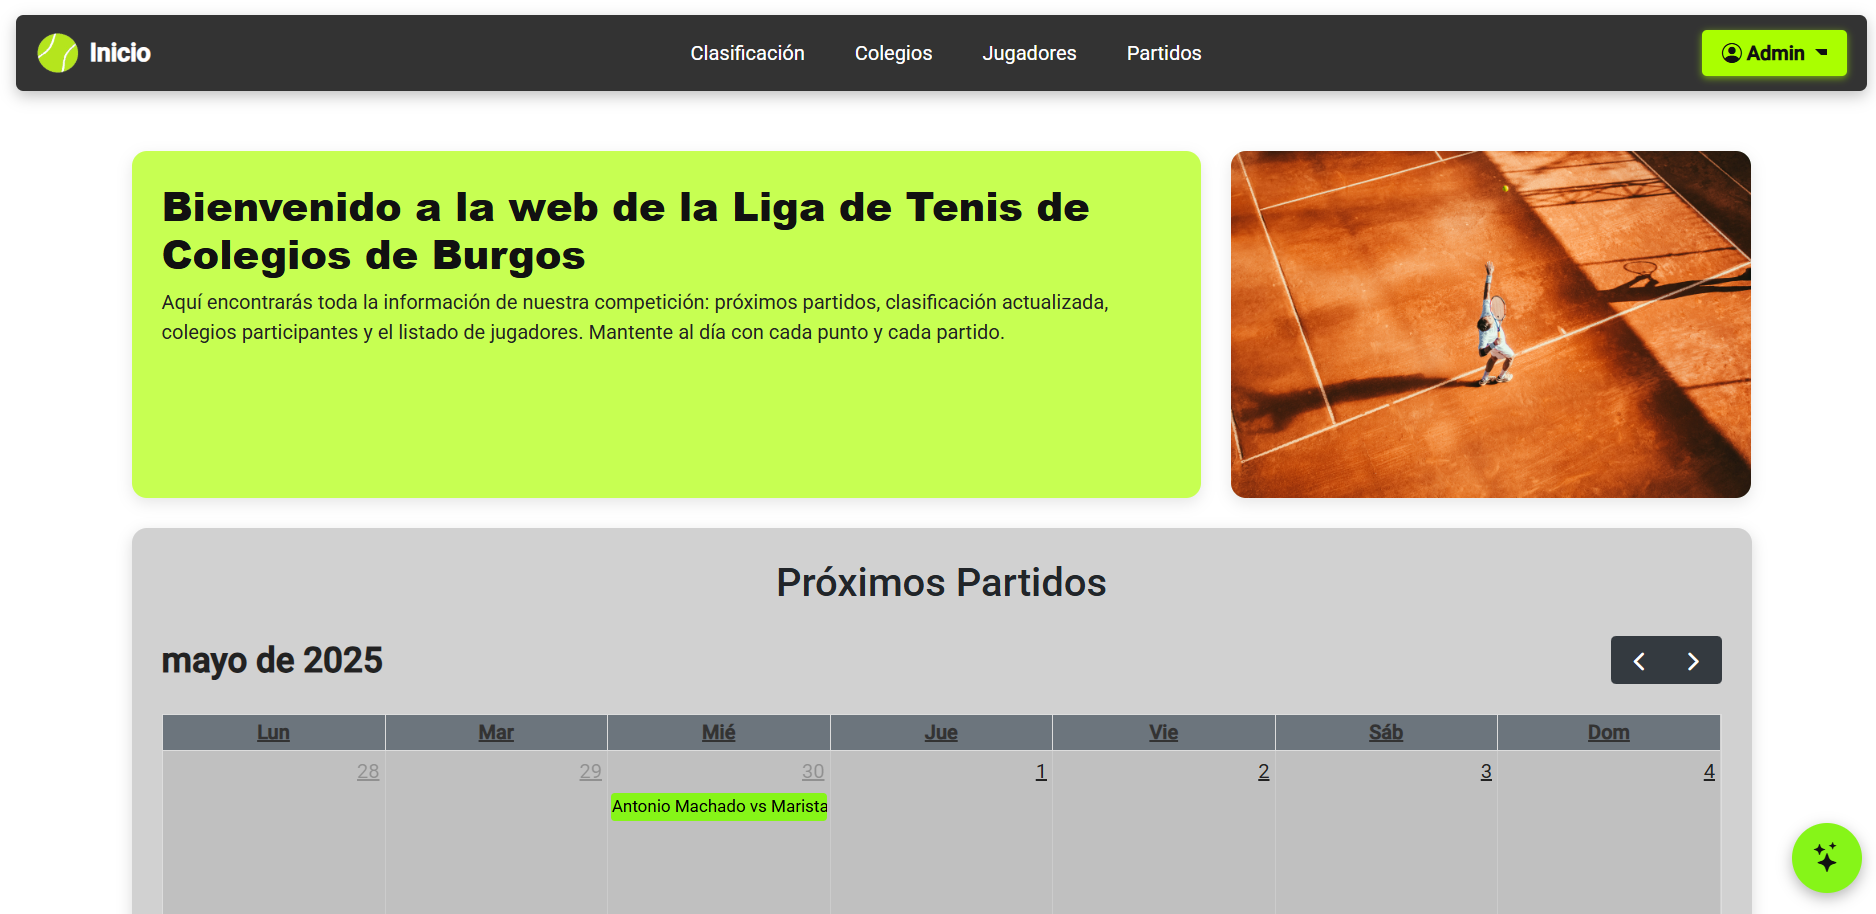 Inicio
Clasificación
Colegios
Jugadores
Partidos
Admin
Bienvenido a la web de la Liga de Tenis de
Colegios de Burgos
Aquí encontrarás toda la información de nuestra competición: próximos partidos, clasificación actualizada,
colegios participantes y el listado de jugadores. Mantente al día con cada punto y cada partido.
Próximos Partidos
mayo de 2025
Lun Mar Mié Jue Vie Sáb Dom
28 29 30 1 2 3 4
Antonio Machado vs Marista